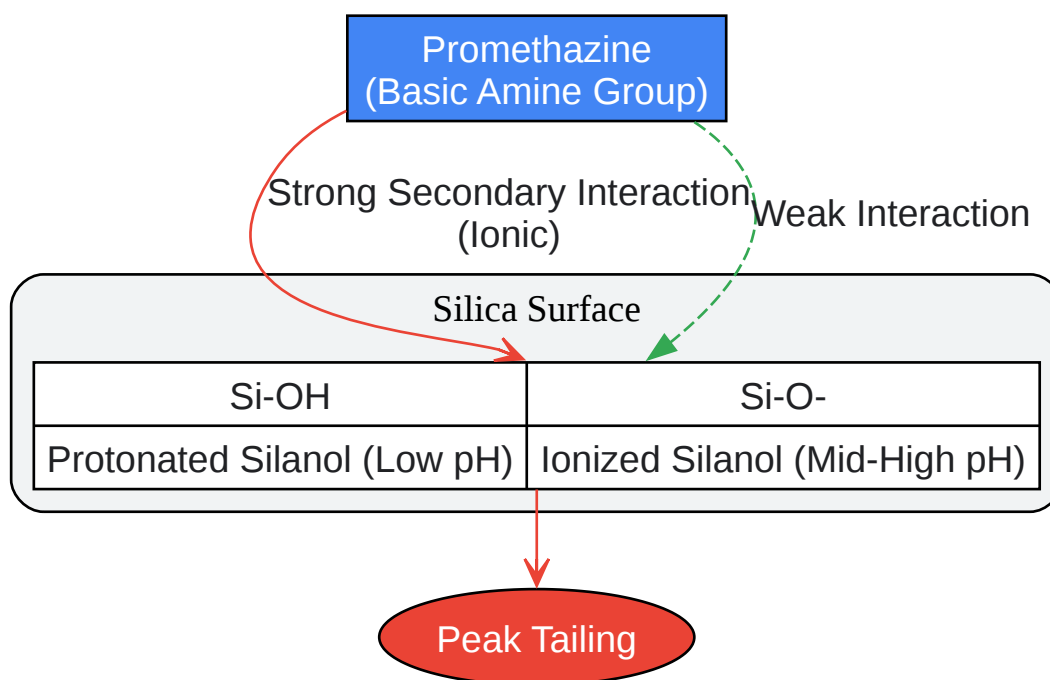 Promethazine
(Basic Amine Group)
Strong Secondary Interaction
(Ionic)
Weak Interaction
Silica Surface
Si-OH
Si-O-
Protonated Silanol (Low pH)
Ionized Silanol (Mid-High pH)
Peak Tailing